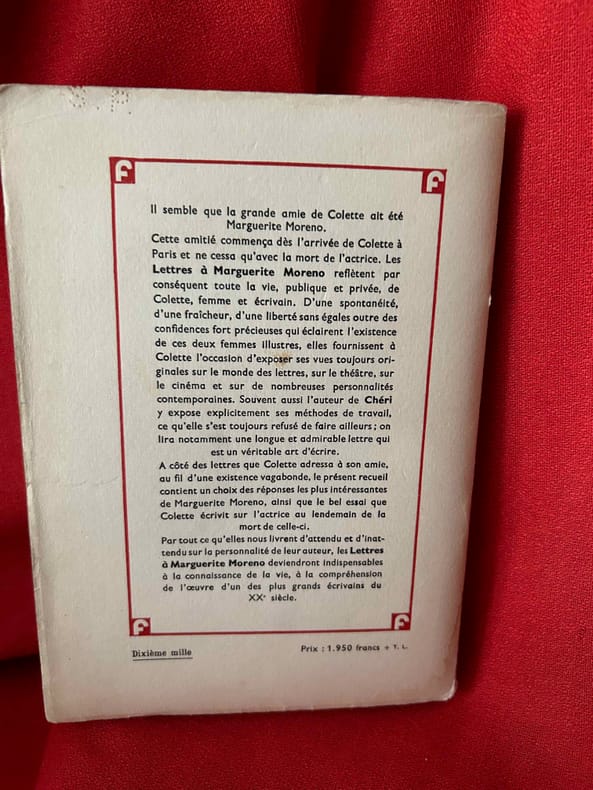 F F
Il semble que la grande amie de Colette ait été
Marguerite Moreno.
Cette amitié commença dès l'arrivée de Colette à
Paris et ne cessa qu'avec la mort de l'actrice. Les
Lettres à Marguerite Moreno reflètent par
conséquent toute la vie, publique et privée, de
Colette, femme et écrivain. D'une spontanéité,
d'une fraîcheur, d'une liberté sans égales outre des
confidences fort précieuses qui éclairent l'existence
de ces deux femmes illustres, elles fournissent à
Colette l'occasion d'exposer ses vues toujours ori-
ginales sur le monde des lettres, sur le théâtre, sur
le cinéma et sur de nombreuses personnalités
contemporaines. Souvent aussi l'auteur de Chéri
y expose explicitement ses méthodes de travail,
ce qu'elle s'est toujours refusé de faire ailleurs ; on
lira notamment une longue et admirable lettre qui
est un véritable art d'écrire.
A côté des lettres que Colette adressa à son amie,
au fil d'une existence vagabonde, le présent recueil
contient un choix des réponses les plus intéressantes
de Marguerite Moreno, ainsi que le bel essai que
Colette écrivit sur l'actrice au lendemain de la
mort de celle-ci.
Par tout ce qu'elles nous livrent d'attendu et d'inat-
tendu sur la personnalité de leur auteur, les Lettres
à Marguerite Moreno deviendront indispensables
à la connaissance de la vie, à la compréhension
de l'œuvre d'un des plus grands écrivains du
XXe siècle.
F F
Dixième mille Prix : 1.950 francs + T. L.